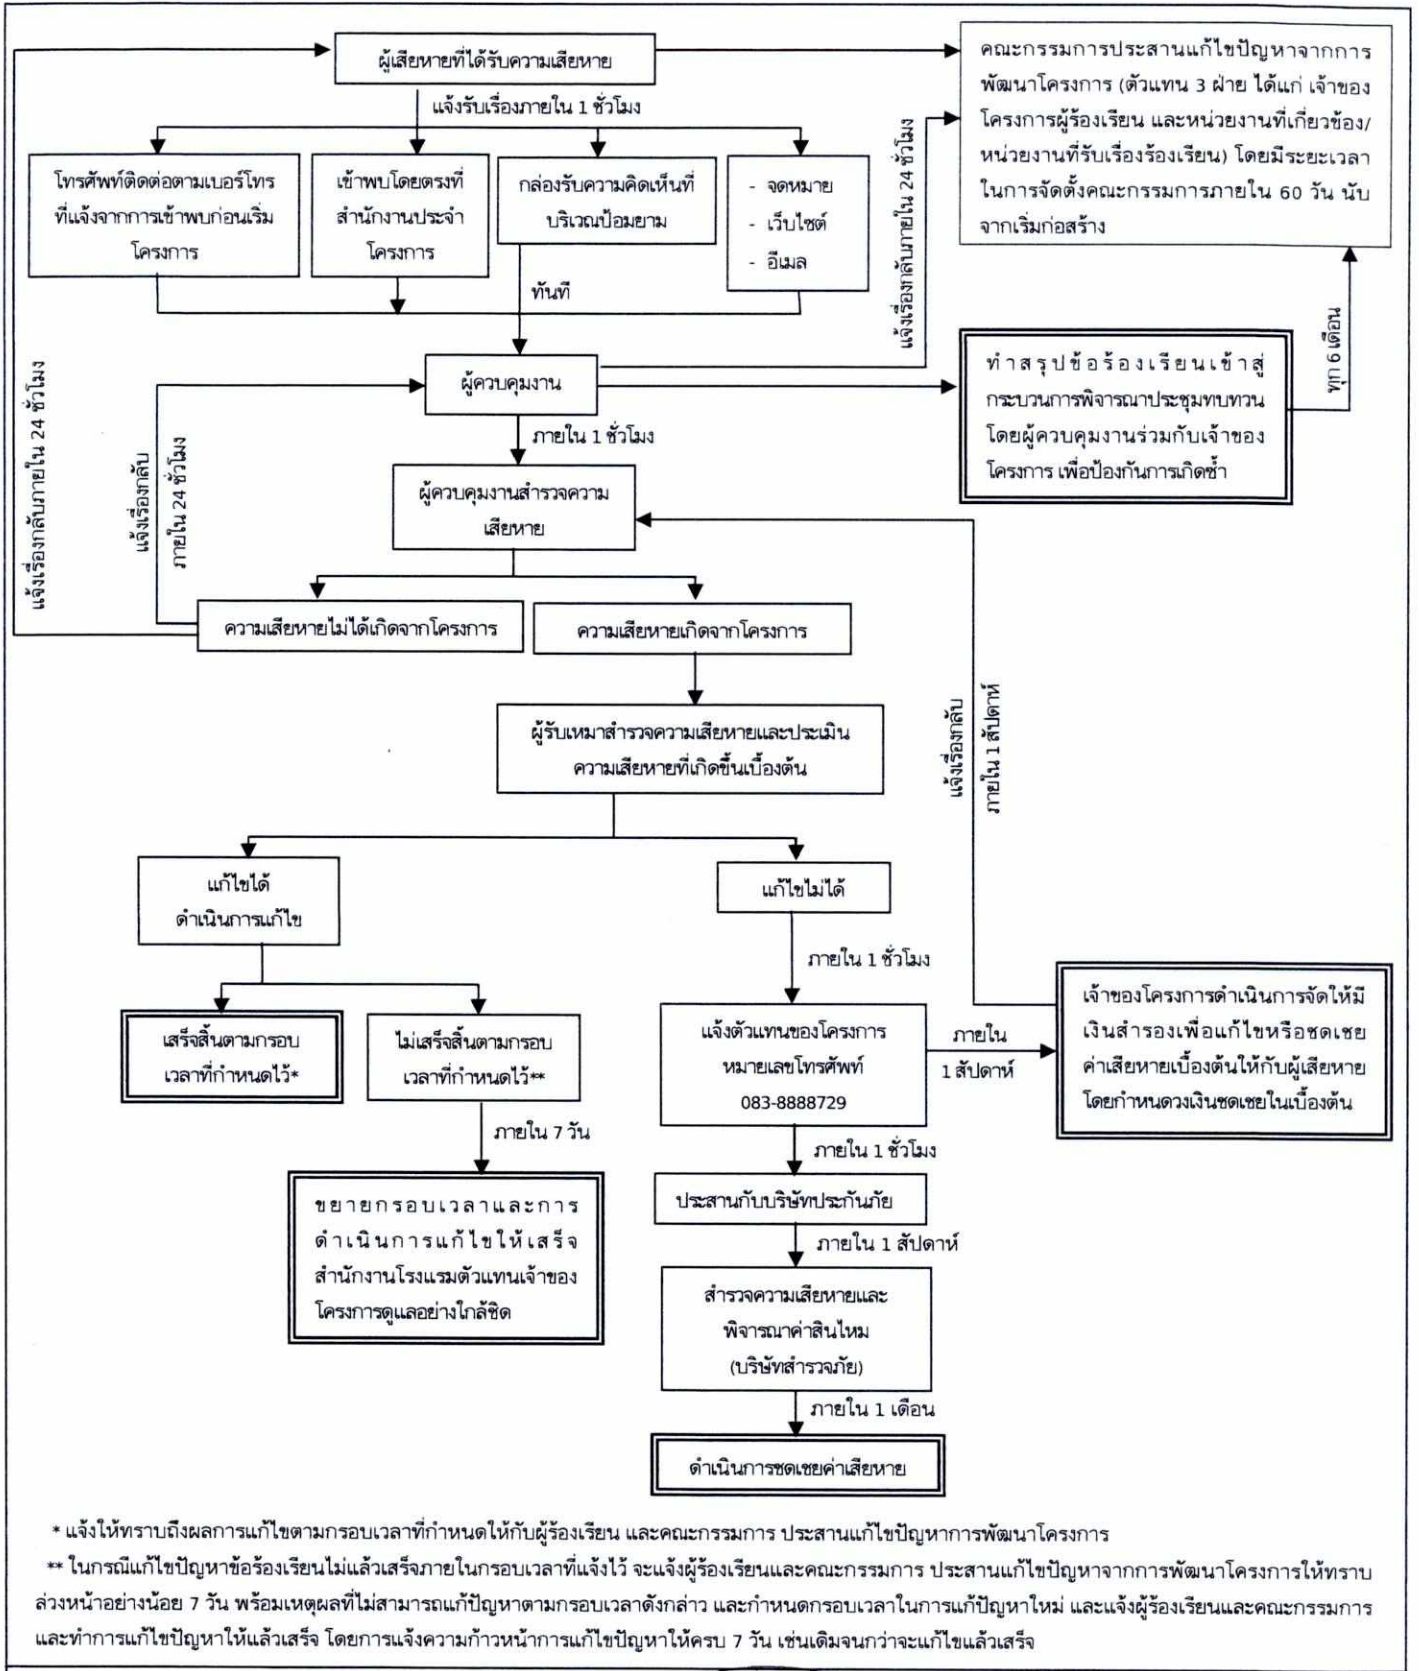 ผู้เสียหายที่ได้รับความเสียหาย
คณะกรรมการประสานแก้ไขปัญหาจากการ
พัฒนาโครงการ (ตัวแทน 3 ฝ่าย ได้แก่ เจ้าของ
โครงการผู้ร้องเรียน และหน่วยงานที่เกี่ยวข้อง/
หน่วยงานที่รับเรื่องร้องเรียน) โดยมีระยะเวลา
ในการจัดตั้งคณะกรรมการภายใน 60 วัน นับ
จากเริ่มก่อสร้าง
แจ้งรับเรื่องภายใน 1 ชั่วโมง
โทรศัพท์ติดต่อตามเบอร์โทร
ที่แจ้งจากการเข้าพบก่อนเริ่ม
โครงการ
เข้าพบโดยตรงที่
สำนักงานประจำ
โครงการ
กล่องรับความคิดเห็นที่
บริเวณป้อมยาม
- จดหมาย
- เว็บไซต์
- อีเมล
ทันที
แจ้งเรื่องกลับภายใน 24 ชั่วโมง
ทุก 6 เดือน
ผู้ควบคุมงาน
ทำสรุปข้อร้องเรียนเข้าสู่
กระบวนการพิจารณาประชุมทบทวน
โดยผู้ควบคุมงานร่วมกับเจ้าของ
โครงการ เพื่อป้องกันการเกิดซ้ำ
ภายใน 1 ชั่วโมง
แจ้งเรื่องกลับภายใน 24 ชั่วโมง
แจ้งเรื่องกลับ
ภายใน 24 ชั่วโมง
ผู้ควบคุมงานสำรวจความ
เสียหาย
ความเสียหายไม่ได้เกิดจากโครงการ
ความเสียหายเกิดจากโครงการ
ผู้รับเหมาสำรวจความเสียหายและประเมิน
ความเสียหายที่เกิดขึ้นเบื้องต้น
แจ้งเรื่องกลับ
ภายใน 1 สัปดาห์
แก้ไขได้
ดำเนินการแก้ไข
แก้ไขไม่ได้
ภายใน 1 ชั่วโมง
เสร็จสิ้นตามกรอบ
เวลาที่กำหนดไว้*
ไม่เสร็จสิ้นตามกรอบ
เวลาที่กำหนดไว้**
แจ้งตัวแทนของโครงการ
หมายเลขโทรศัพท์
083-8888729
ภายใน
1 สัปดาห์
เจ้าของโครงการดำเนินการจัดให้มี
เงินสำรองเพื่อแก้ไขหรือชดเชย
ค่าเสียหายเบื้องต้นให้กับผู้เสียหาย
โดยกำหนดวงเงินชดเชยในเบื้องต้น
ภายใน 7 วัน
ภายใน 1 ชั่วโมง
ขยายกรอบเวลาและการ
ดำเนินการแก้ไขให้เสร็จ
สำนักงานโรงแรมตัวแทนเจ้าของ
โครงการดูแลอย่างใกล้ชิด
ประสานกับบริษัทประกันภัย
ภายใน 1 สัปดาห์
สำรวจความเสียหายและ
พิจารณาค่าสินไหม
(บริษัทสำรวจภัย)
ภายใน 1 เดือน
ดำเนินการชดเชยค่าเสียหาย
* แจ้งให้ทราบถึงผลการแก้ไขตามกรอบเวลาที่กำหนดให้กับผู้ร้องเรียน และคณะกรรมการ ประสานแก้ไขปัญหาการพัฒนาโครงการ
** ในกรณีแก้ไขปัญหาข้อร้องเรียนไม่แล้วเสร็จภายในกรอบเวลาที่แจ้งไว้ จะแจ้งผู้ร้องเรียนและคณะกรรมการ ประสานแก้ไขปัญหาจากการพัฒนาโครงการให้ทราบ
ล่วงหน้าอย่างน้อย 7 วัน พร้อมเหตุผลที่ไม่สามารถแก้ปัญหาตามกรอบเวลาดังกล่าว และกำหนดกรอบเวลาในการแก้ปัญหาใหม่ และแจ้งผู้ร้องเรียนและคณะกรรมการ
และทำการแก้ไขปัญหาให้แล้วเสร็จ โดยการแจ้งความก้าวหน้าการแก้ไขปัญหาให้ครบ 7 วัน เช่นเดิมจนกว่าจะแก้ไขแล้วเสร็จ